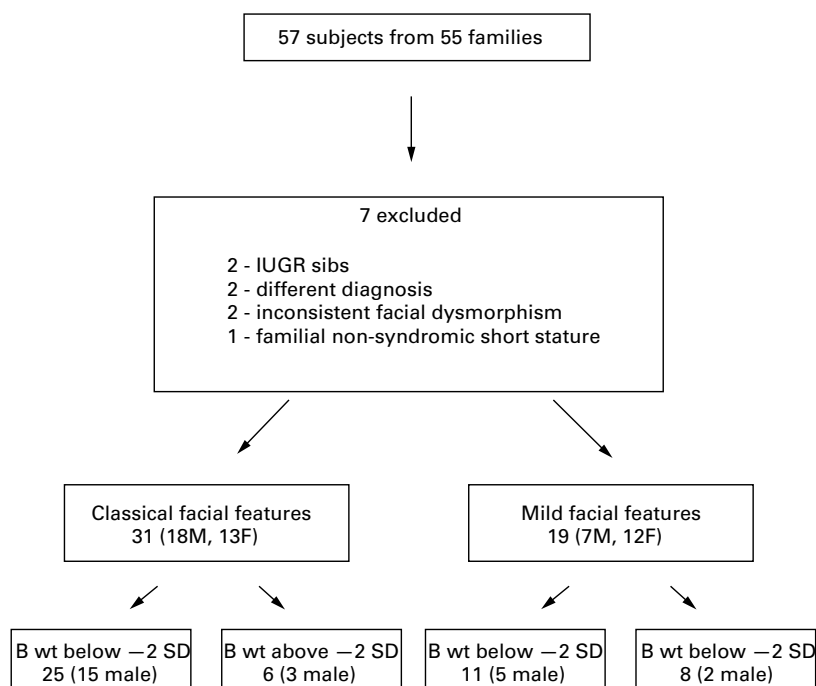 57 subjects from 55 families
7 excluded
2 - IUGR sibs
2 - different diagnosis
2 - inconsistent facial dysmorphism
1 - familial non-syndromic short stature
Classical facial features
31 (18M, 13F)
Mild facial features
19 (7M, 12F)
B wt below −2 SD
25 (15 male)
B wt above −2 SD
6 (3 male)
B wt below −2 SD
11 (5 male)
B wt below −2 SD
8 (2 male)